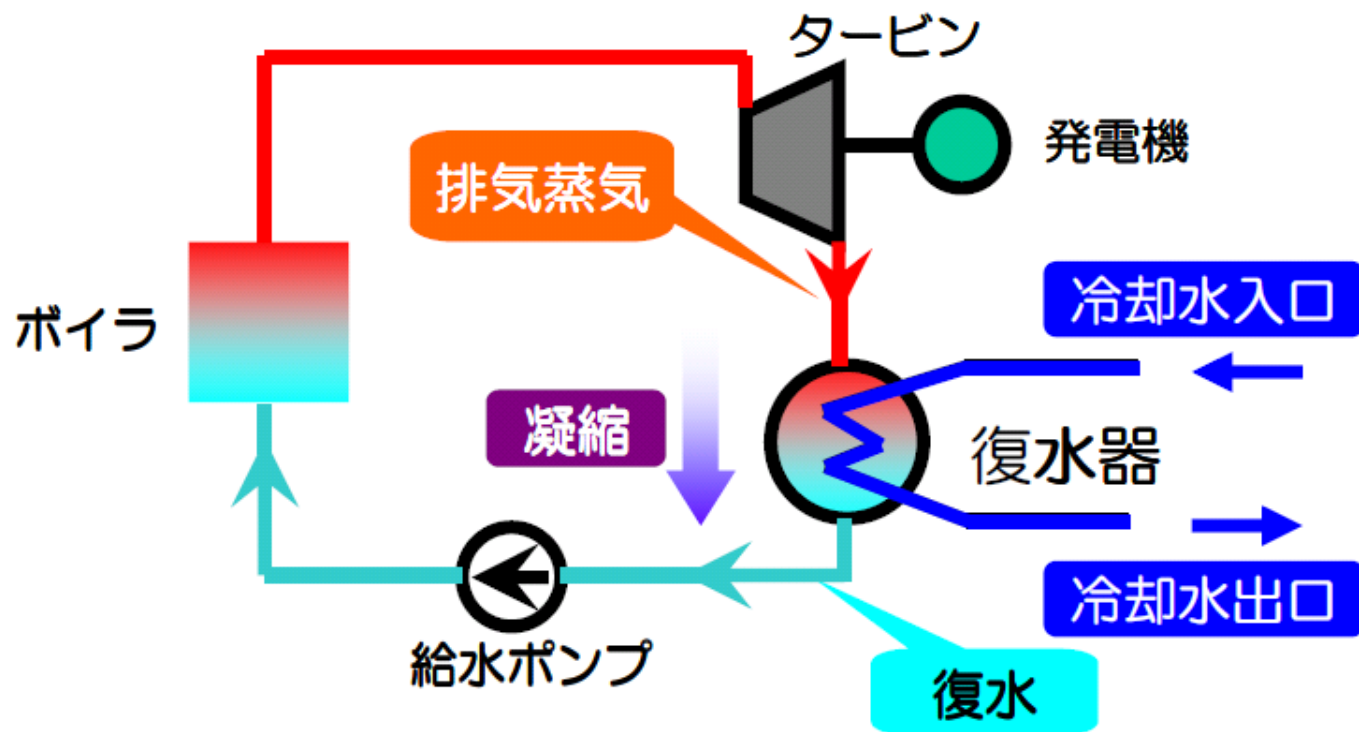 タービン
発電機
排気蒸気
冷却水入口
ボイラ
凝縮
復水器
冷却水出口
給水ポンプ
復水